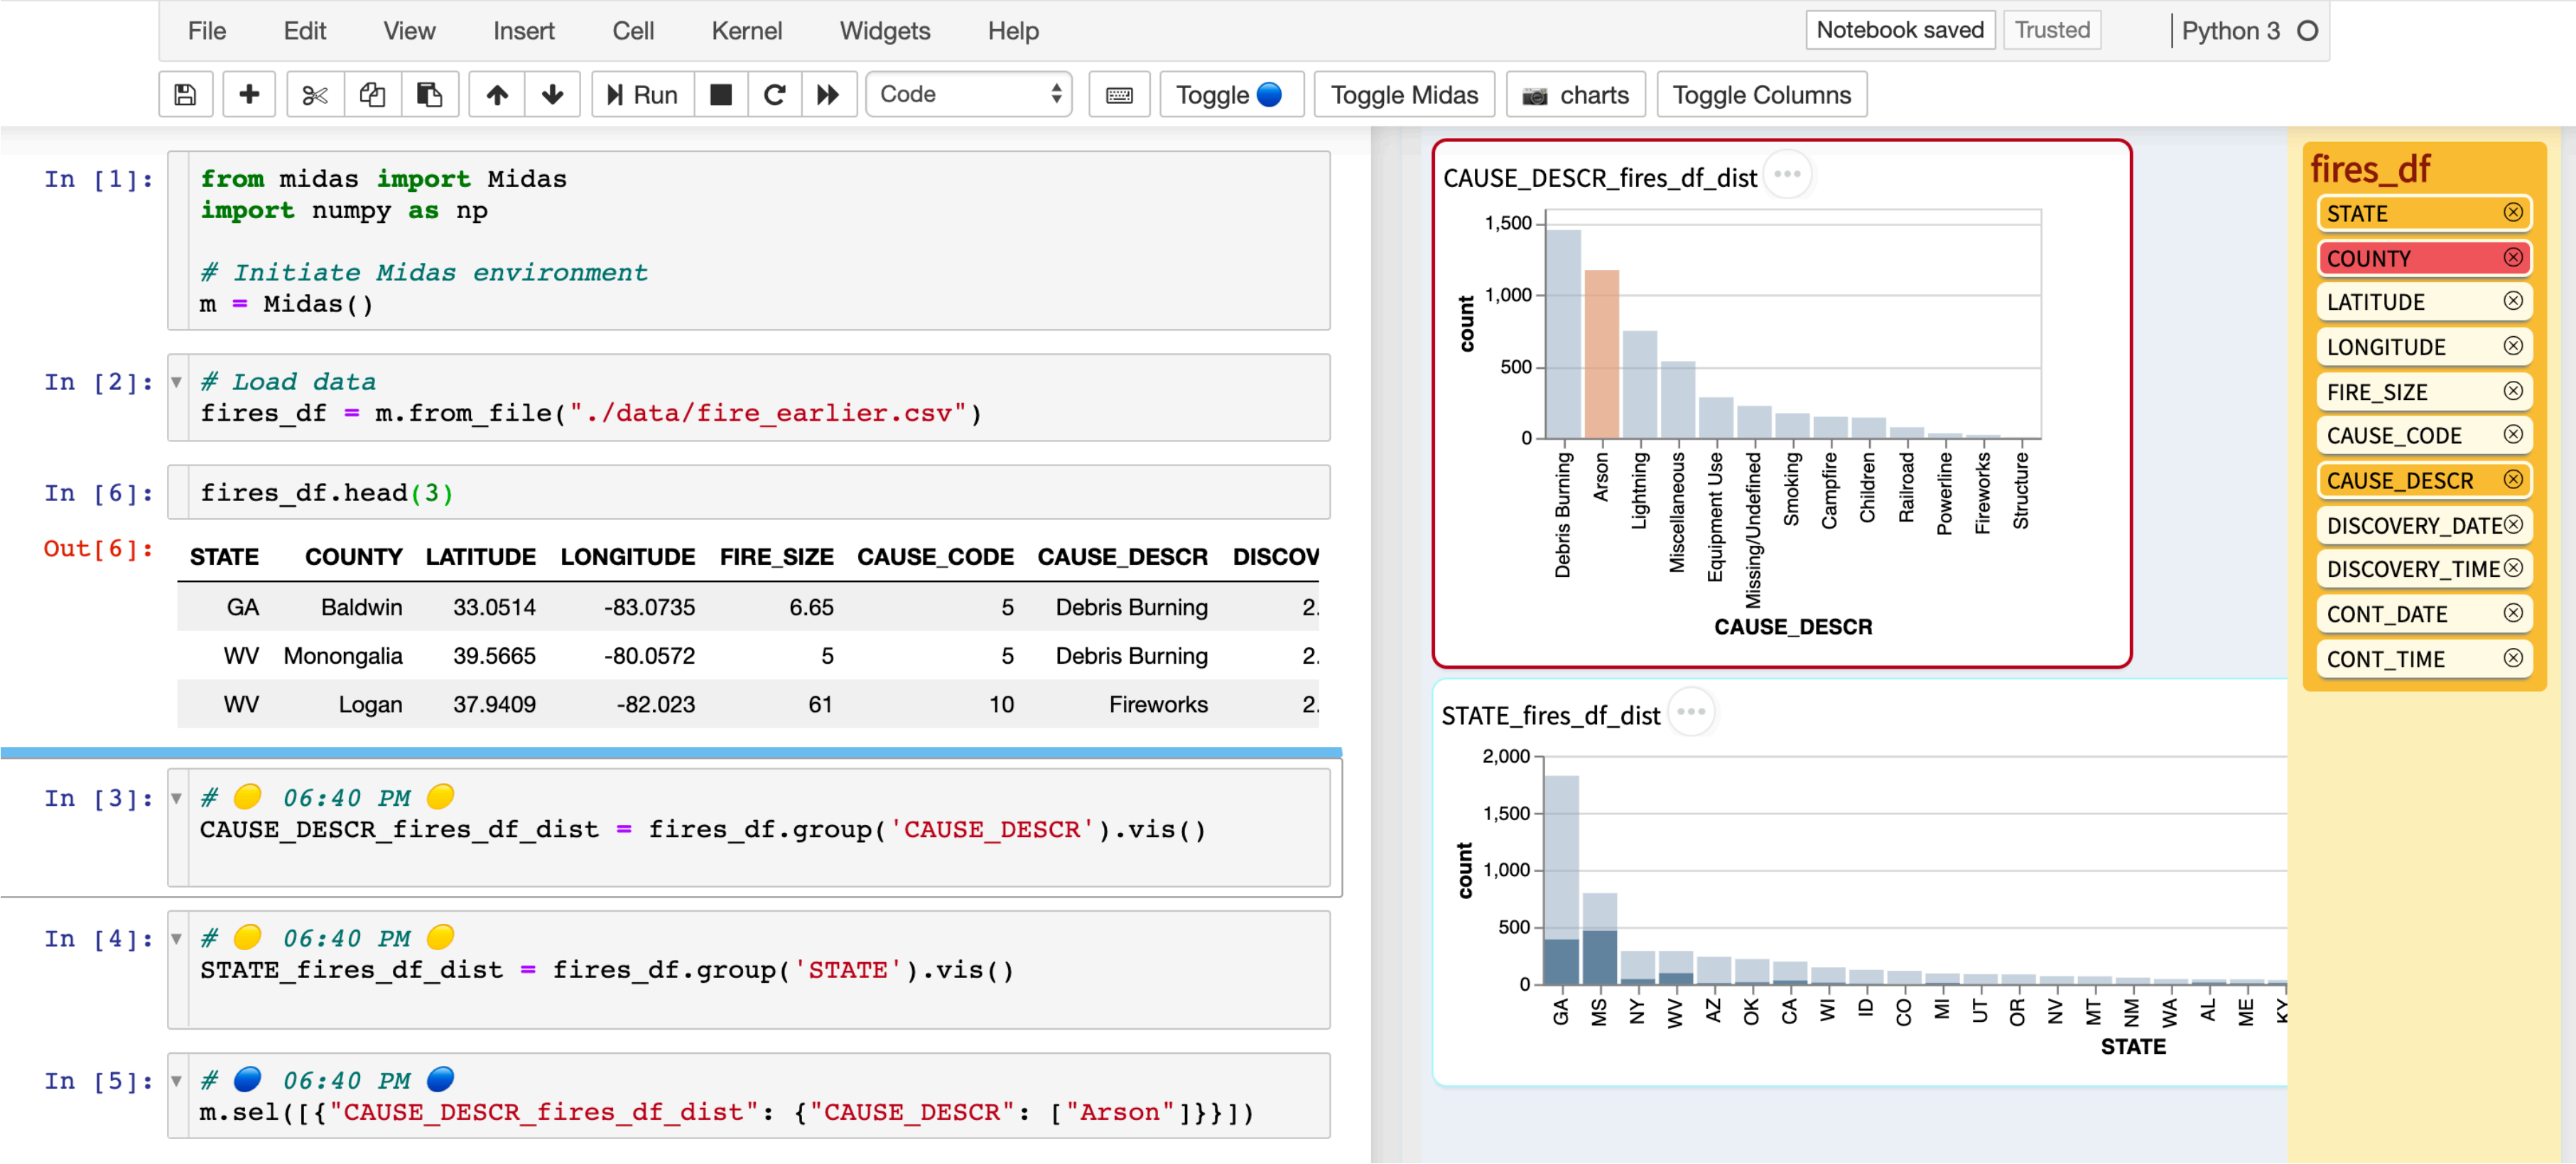 File Edit View Insert Cell Kernel Widgets Help Notebook saved Trusted Python 3
Run Code Toggle Toggle Midas charts Toggle Columns
In [1]:
from midas import Midas
import numpy as np
# Initiate Midas environment
m = Midas()
In [2]:
# Load data
fires_df = m.from_file("./data/fire_earlier.csv")
In [6]:
fires_df.head(3)
Out[6]:
STATE COUNTY LATITUDE LONGITUDE FIRE_SIZE CAUSE_CODE CAUSE_DESCR DISCOV
GA Baldwin 33.0514 -83.0735 6.65 5 Debris Burning 2.
WV Monongalia 39.5665 -80.0572 5 5 Debris Burning 2.
WV Logan 37.9409 -82.023 61 10 Fireworks 2.
In [3]:
# 06:40 PM
CAUSE_DESCR_fires_df_dist = fires_df.group('CAUSE_DESCR').vis()
In [4]:
# 06:40 PM
STATE_fires_df_dist = fires_df.group('STATE').vis()
In [5]:
# 06:40 PM
m.sel([{"CAUSE_DESCR_fires_df_dist": {"CAUSE_DESCR": ["Arson"]}}])
CAUSE_DESCR_fires_df_dist
1,500
1,000
500
0
count
Debris Burning
Arson
Lightning
Miscellaneous
Equipment Use
Missing/Undefined
Smoking
Campfire
Children
Railroad
Powerline
Fireworks
Structure
CAUSE_DESCR
STATE_fires_df_dist
2,000
1,500
1,000
500
0
count
GA
MS
NY
WV
AZ
OK
CA
WI
ID
CO
MI
UT
OR
NV
MT
NM
WA
AL
ME
KY
STATE
fires_df
STATE
COUNTY
LATITUDE
LONGITUDE
FIRE_SIZE
CAUSE_CODE
CAUSE_DESCR
DISCOVERY_DATE
DISCOVERY_TIME
CONT_DATE
CONT_TIME